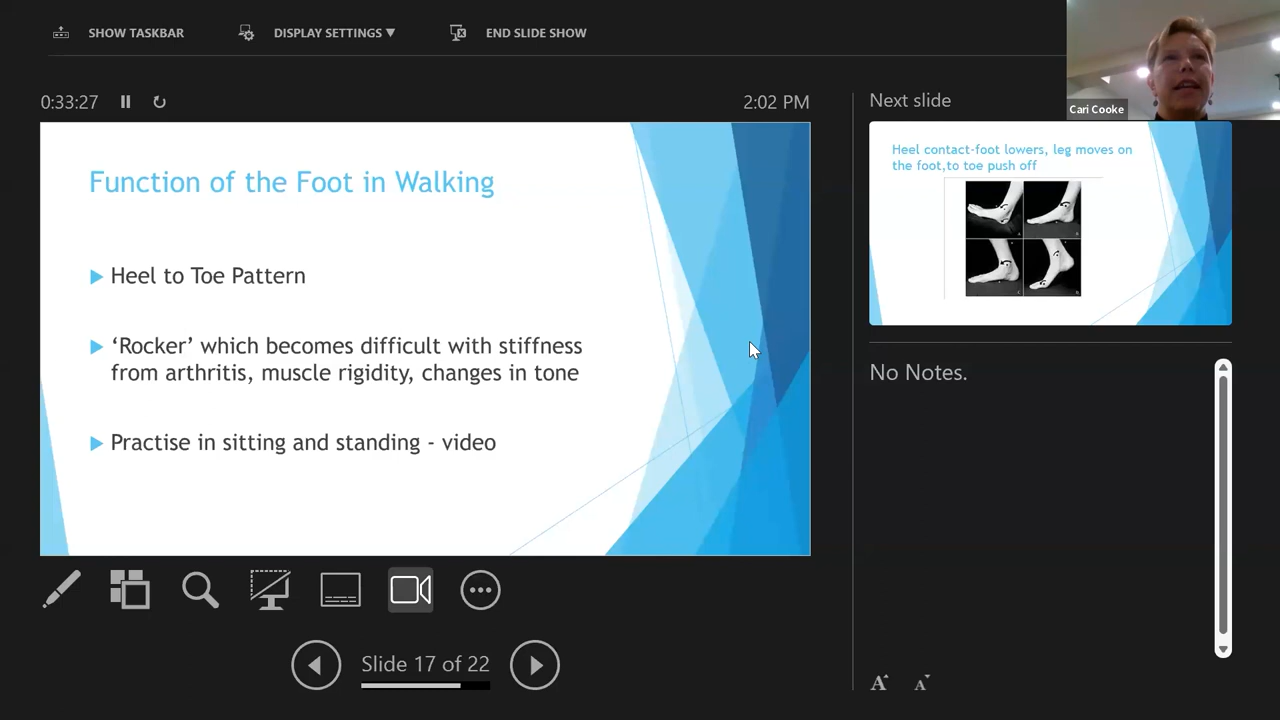 SHOW TASKBAR
DISPLAY SETTINGS ▼
END SLIDE SHOW
Cari Cooke
0:33:27
2:02 PM
Function of the Foot in Walking
Heel to Toe Pattern
‘Rocker’ which becomes difficult with stiffness
from arthritis, muscle rigidity, changes in tone
Practise in sitting and standing - video
Slide 17 of 22
Next slide
Heel contact-foot lowers, leg moves on
the foot,to toe push off
No Notes.
A
A